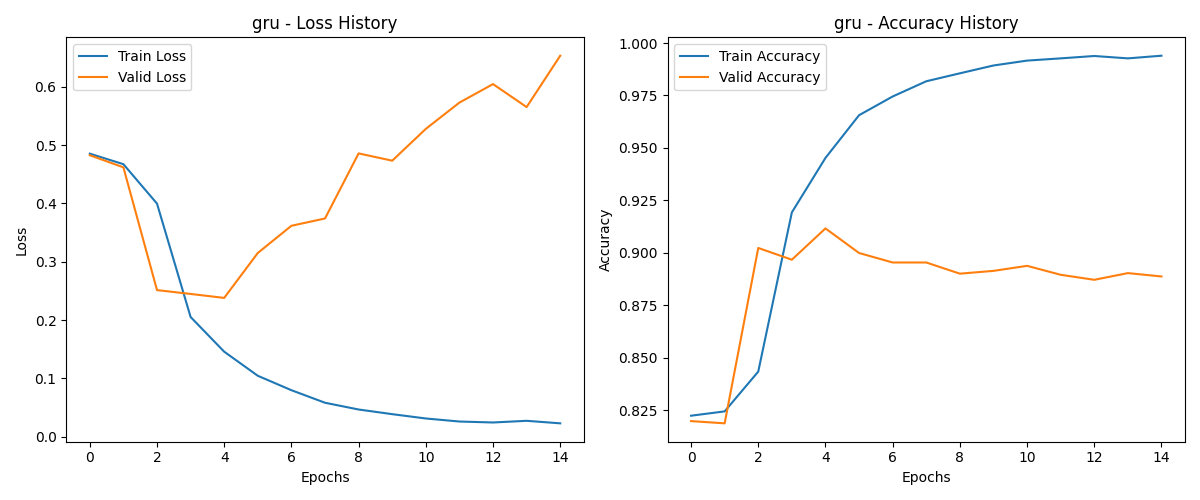 gru - Loss History
Train Loss
Valid Loss
Loss
0.6
0.5
0.4
0.3
0.2
0.1
0.0
0 2 4 6 8 10 12 14
Epochs
gru - Accuracy History
Train Accuracy
Valid Accuracy
Accuracy
1.000
0.975
0.950
0.925
0.900
0.875
0.850
0.825
0 2 4 6 8 10 12 14
Epochs